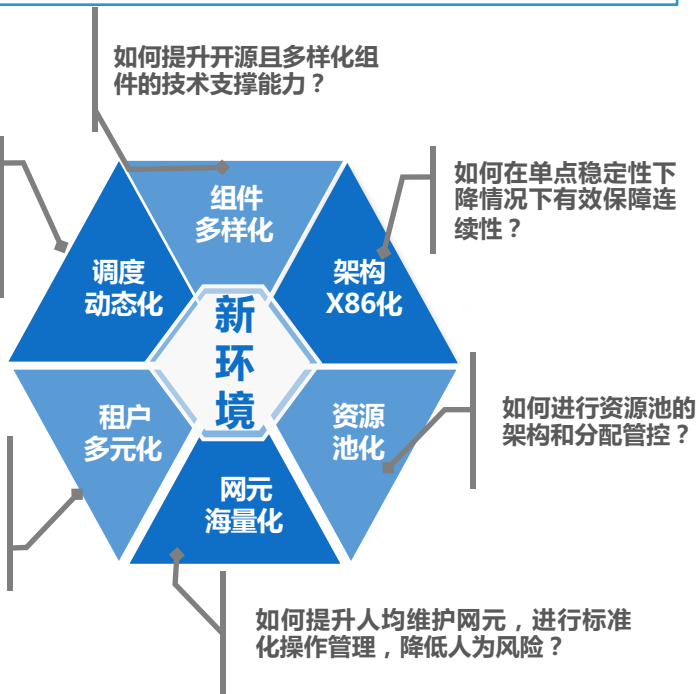 如何提升开源且多样化组
件的技术支撑能力？
组件
多样化
如何在单点稳定性下
降情况下有效保障连
续性？
调度
动态化
架构
X86化
新
环
境
租户
多元化
资源
池化
如何进行资源池的
架构和分配管控？
网元
海量化
如何提升人均维护网元，进行标准
化操作管理，降低人为风险？